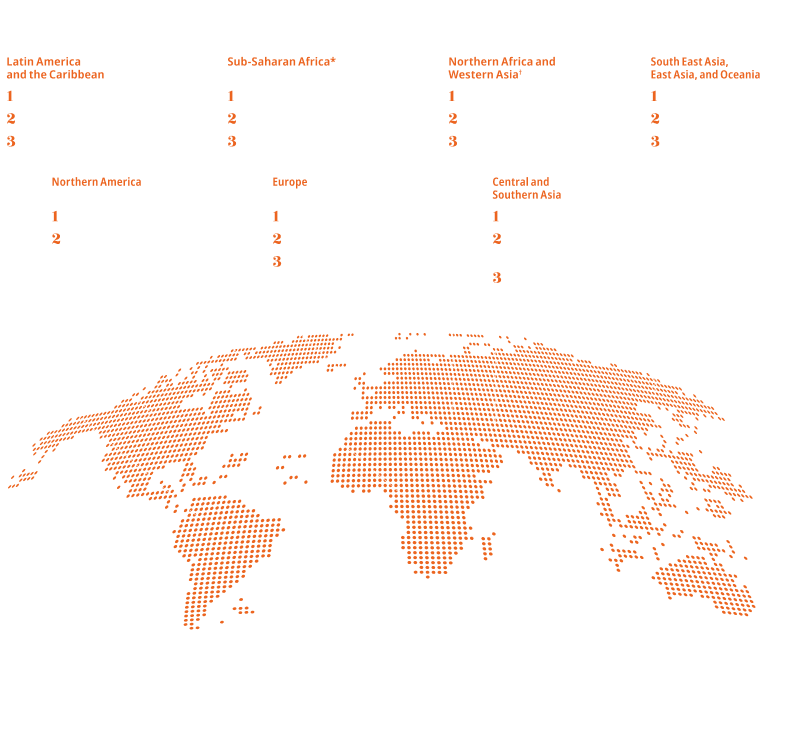 Latin America
and the Caribbean
1
2
3
Sub-Saharan Africa*
1
2
3
Northern Africa and
Western Asia†
1
2
3
South East Asia,
East Asia, and Oceania
1
2
3
Northern America
1
2
Europe
1
2
3
Central and
Southern Asia
1
2
3